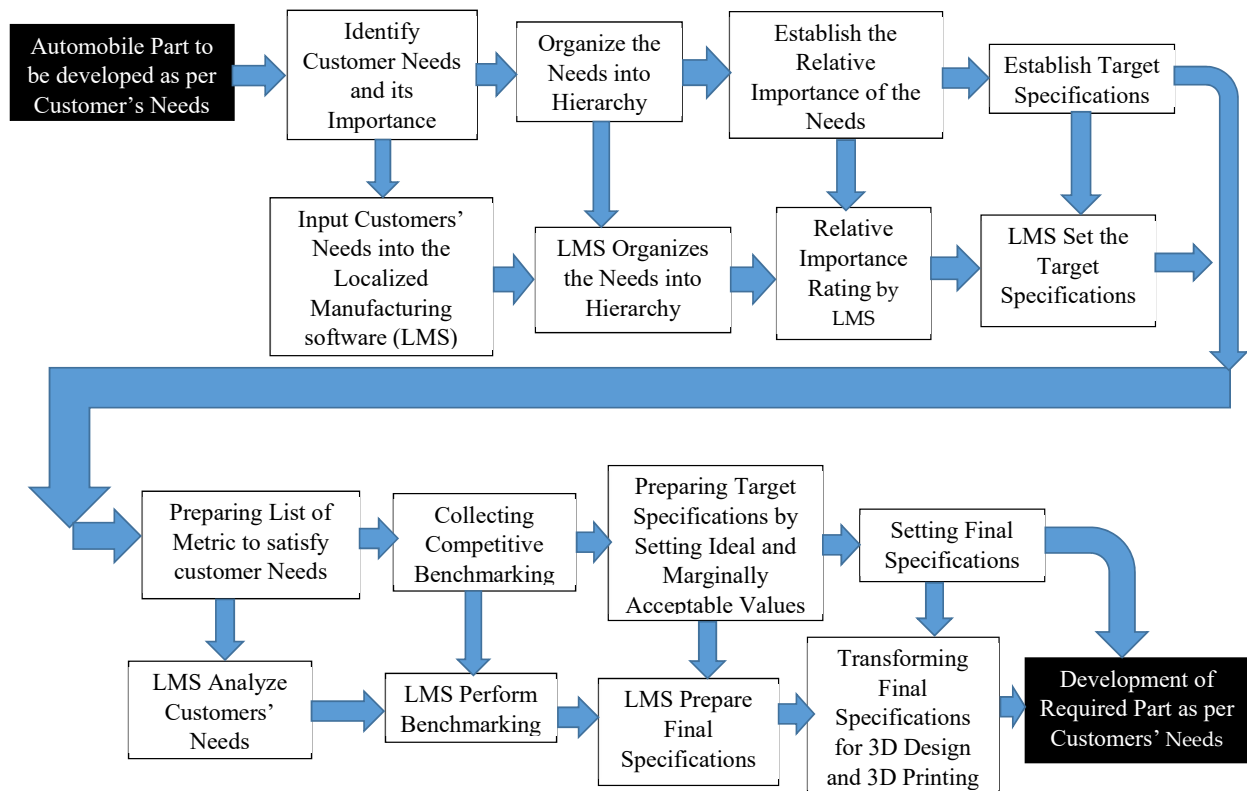 Automobile Part to
be developed as per
Customer's Needs
Identify
Customer Needs
and its
Importance
Organize the
Needs into
Hierarchy
Establish the
Relative
Importance of the
Needs
Establish Target
Specifications
Input Customers' 
Needs into the
Localized
Manufacturing
software (LMS)
LMS Organizes
the Needs into
Hierarchy
Relative
Importance
Rating by
LMS
LMS Set the
Target
Specifications
Preparing List of
Metric to satisfy
customer Needs
Collecting
Competitive
Benchmarking
Preparing Target
Specifications by
Setting Ideal and
Marginally
Acceptable Values
Setting Final
Specifications
LMS Analyze
Customers'
Needs
LMS Perform
Benchmarking
LMS Prepare
Final
Specifications
Transforming
Final
Specifications
for 3D Design
and 3D Printing
Development of
Required Part as per
Customers' Needs